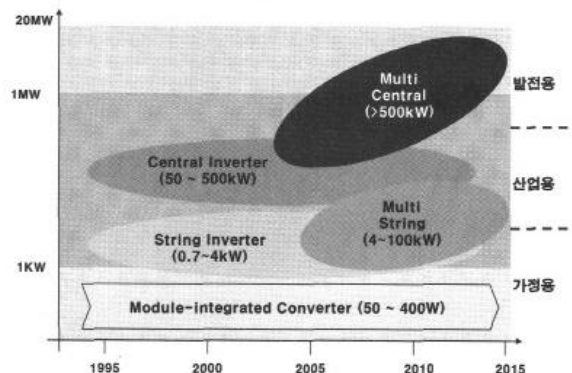 20MW
Multi
Central
(>500kW)
발전용
1MW
Central Inverter
(50 ~ 500kW)
산업용
Multi
String
(4~100kW)
String Inverter
(0.7~4kW)
1KW
가정용
Module-integrated Converter (50 ~ 400W)
1995
2000
2005
2010
2015